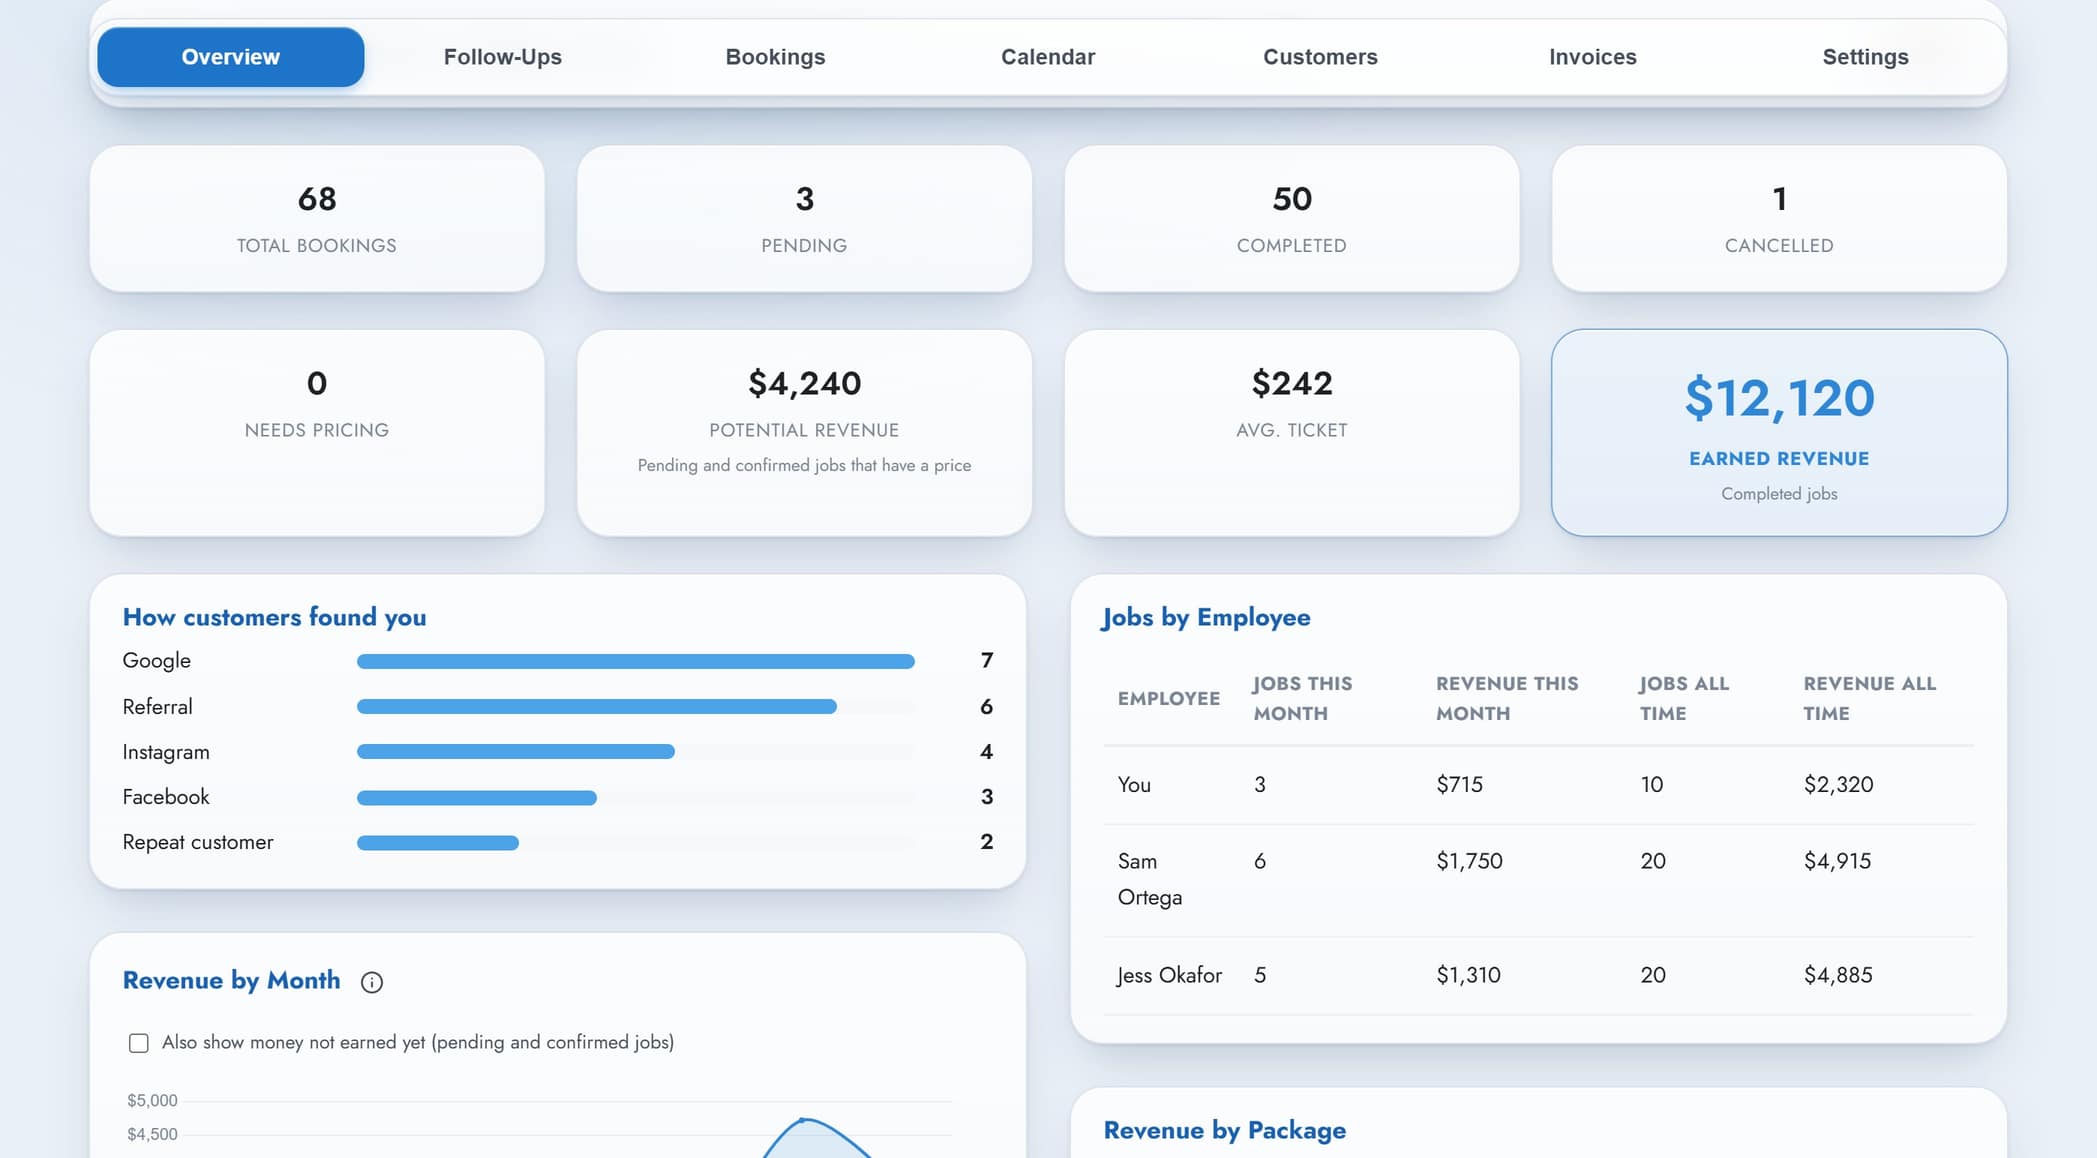 Overview
Follow-Ups
Bookings
Calendar
Customers
Invoices
Settings
68
TOTAL BOOKINGS
3
PENDING
50
COMPLETED
1
CANCELLED
0
NEEDS PRICING
$4,240
POTENTIAL REVENUE
Pending and confirmed jobs that have a price
$242
AVG. TICKET
$12,120
EARNED REVENUE
Completed jobs
How customers found you
Google 7
Referral 6
Instagram 4
Facebook 3
Repeat customer 2
Jobs by Employee
EMPLOYEE
JOBS THIS
MONTH
REVENUE THIS
MONTH
JOBS ALL
TIME
REVENUE ALL
TIME
You 3 $715 10 $2,320
Sam
Ortega
6 $1,750 20 $4,915
Jess Okafor 5 $1,310 20 $4,885
Revenue by Month
Also show money not earned yet (pending and confirmed jobs)
$5,000
$4,500
Revenue by Package